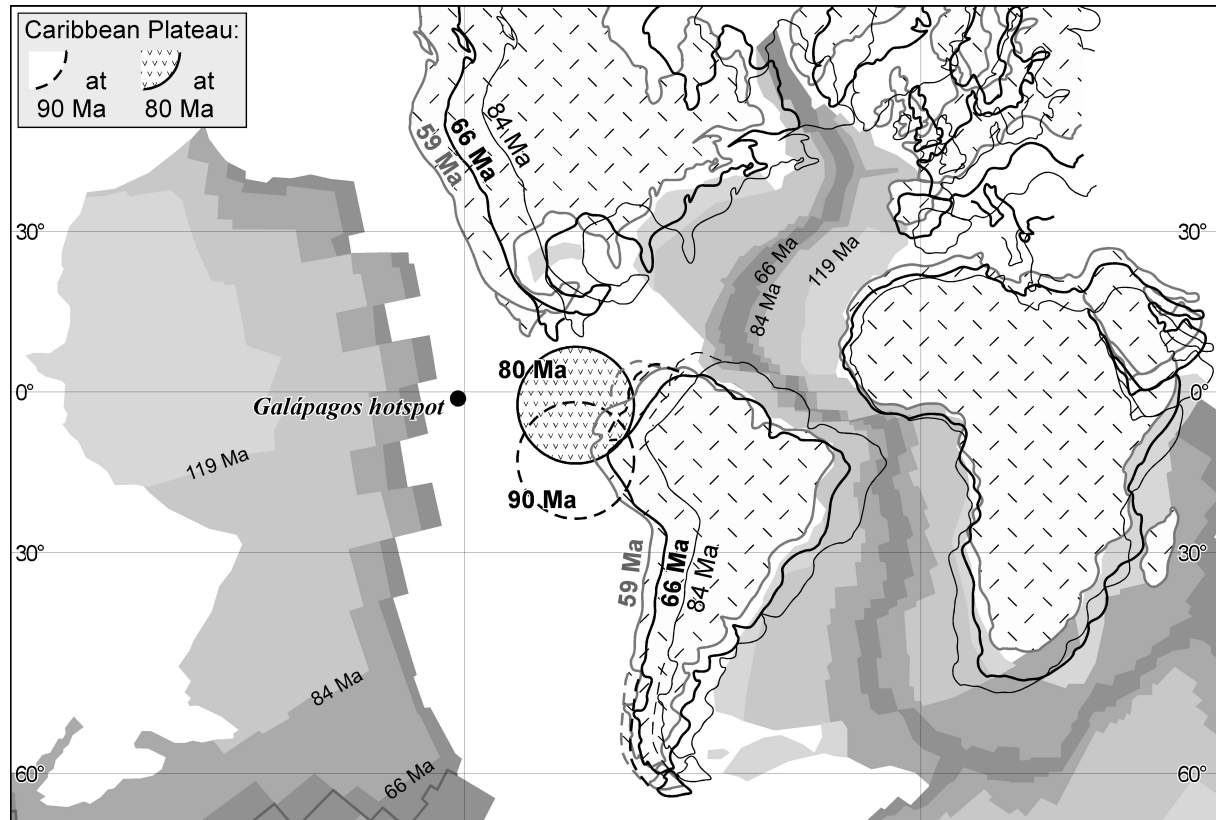 Caribbean Plateau:
at at
90 Ma 80 Ma
59 Ma
66 Ma
84 Ma
30° 30°
66 Ma
84 Ma
119 Ma
80 Ma
0° 0°
Galápagos hotspot
119 Ma
90 Ma
30° 30°
59 Ma
66 Ma
84 Ma
84 Ma
66 Ma
60° 60°